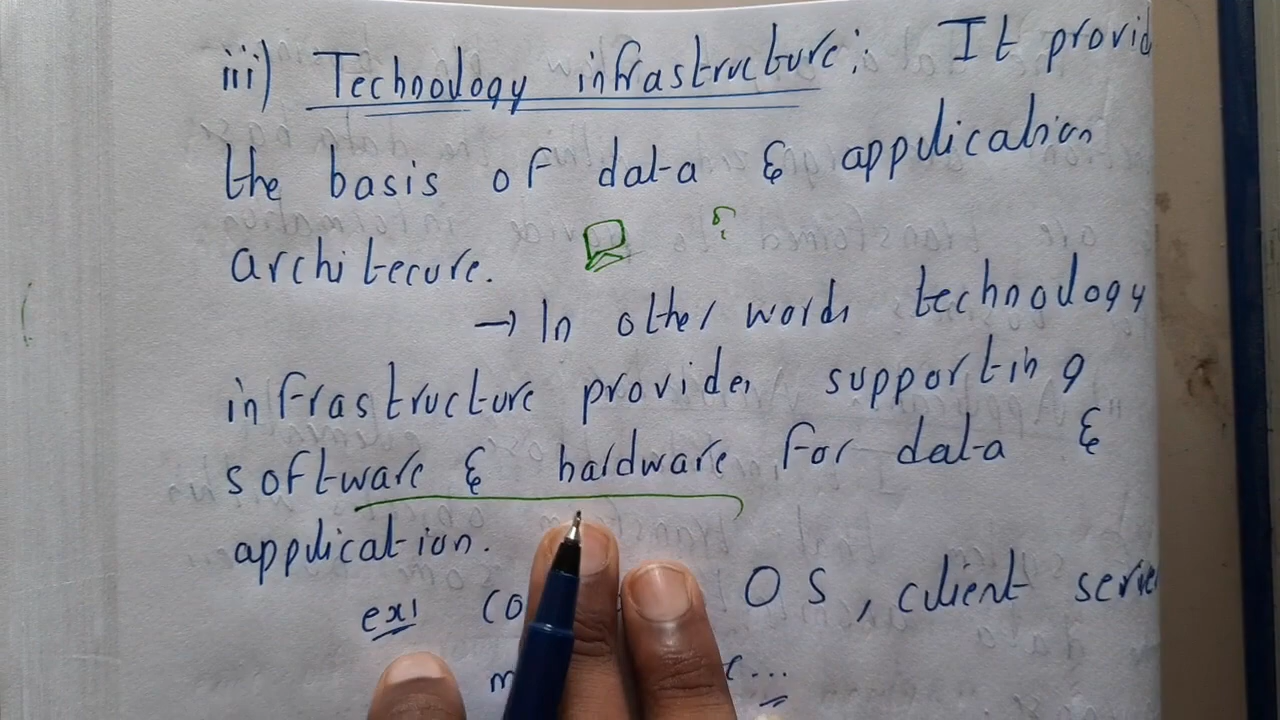 iii) Technology infrastructure: It provid
the basis of data & application
architecure.
→ In other words technology
infrastructure provides supporting
software & hardware for data &
application.
ex: OS, client serve